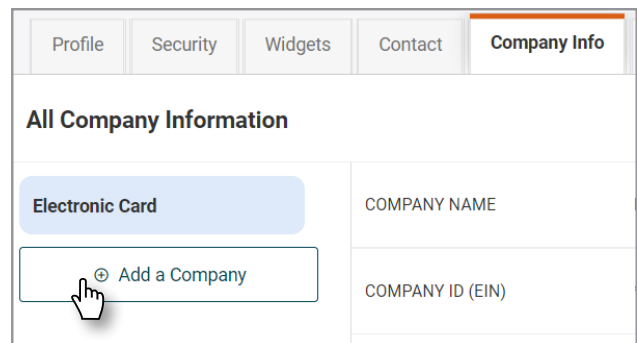 Profile Security Widgets Contact Company Info
All Company Information
Electronic Card
COMPANY NAME
Add a Company
COMPANY ID (EIN)